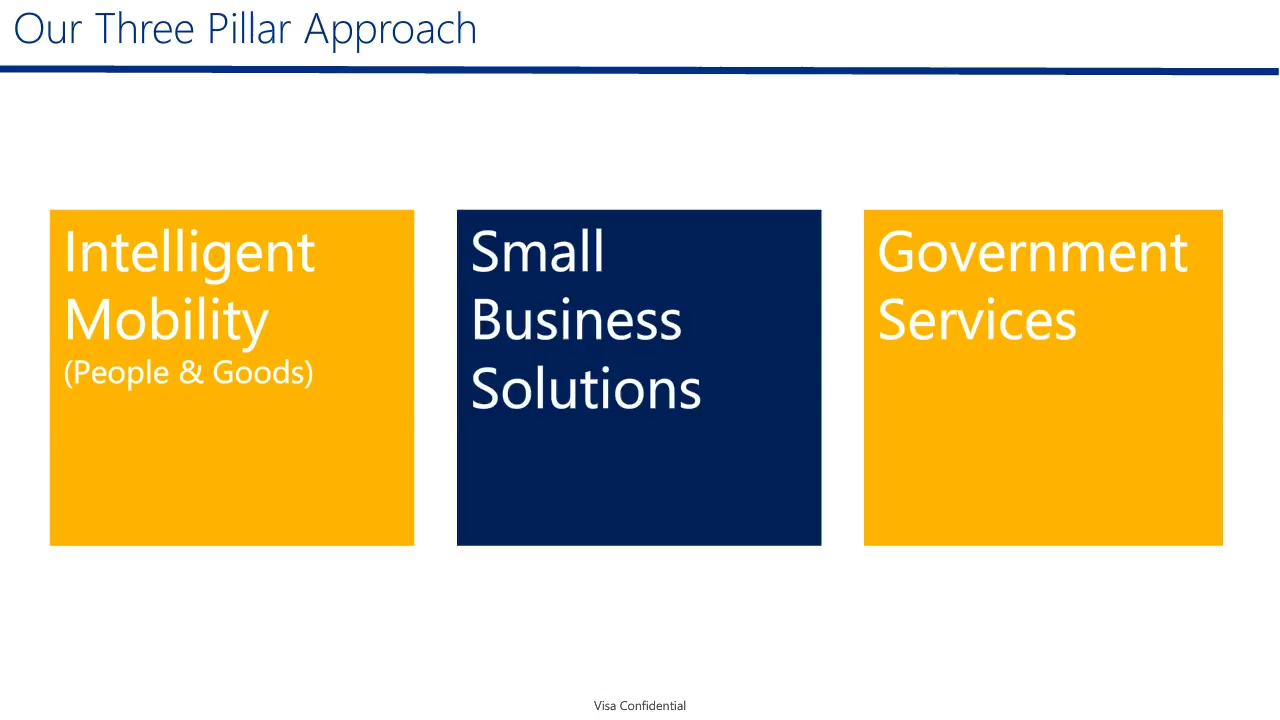 Our Three Pillar Approach
Intelligent
Mobility
(People & Goods)
Small
Business
Solutions
Government
Services
Visa Confidential